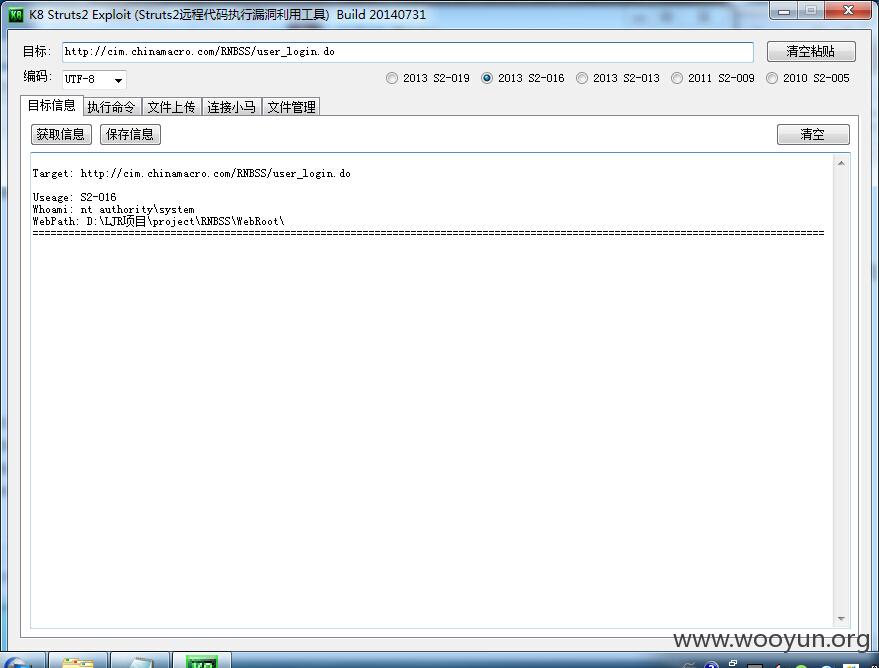 K8 Struts2 Exploit (Struts2远程代码执行漏洞利用工具) Build 20140731
目标: http://cim.chinamacro.com/RNBSS/user_login.do 清空粘贴
编码: UTF-8 2013 S2-019 2013 S2-016 2013 S2-013 2011 S2-009 2010 S2-005
目标信息 执行命令 文件上传 连接小马 文件管理
获取信息 保存信息 清空
Target: http://cim.chinamacro.com/RNBSS/user_login.do
Useage: S2-016
Whoami: nt authority\system
WebPath: D:\LJR项目\project\RNBSS\WebRoot\
www.wooyun.org